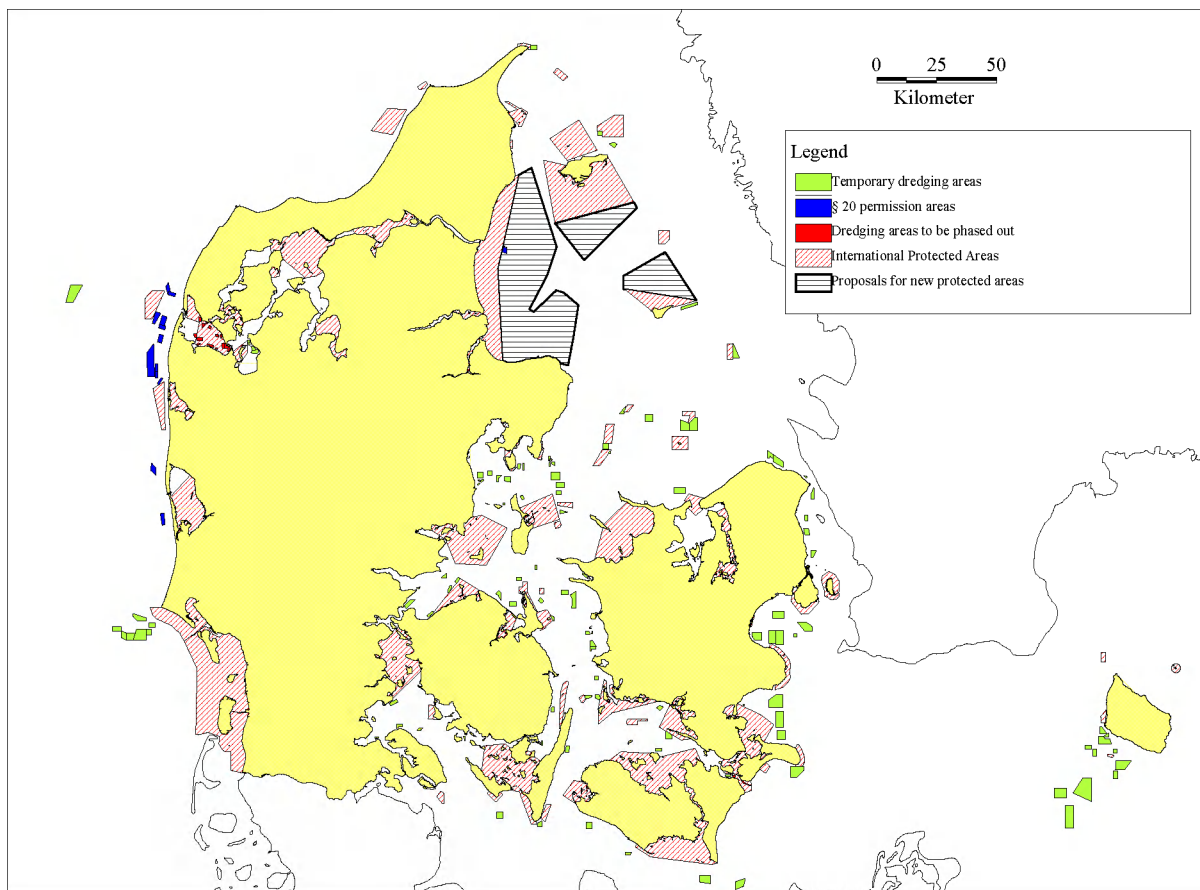 0 25 50
Kilometer
Legend
Temporary dredging areas
§ 20 permission areas
Dredging areas to be phased out
International Protected Areas
Proposals for new protected areas